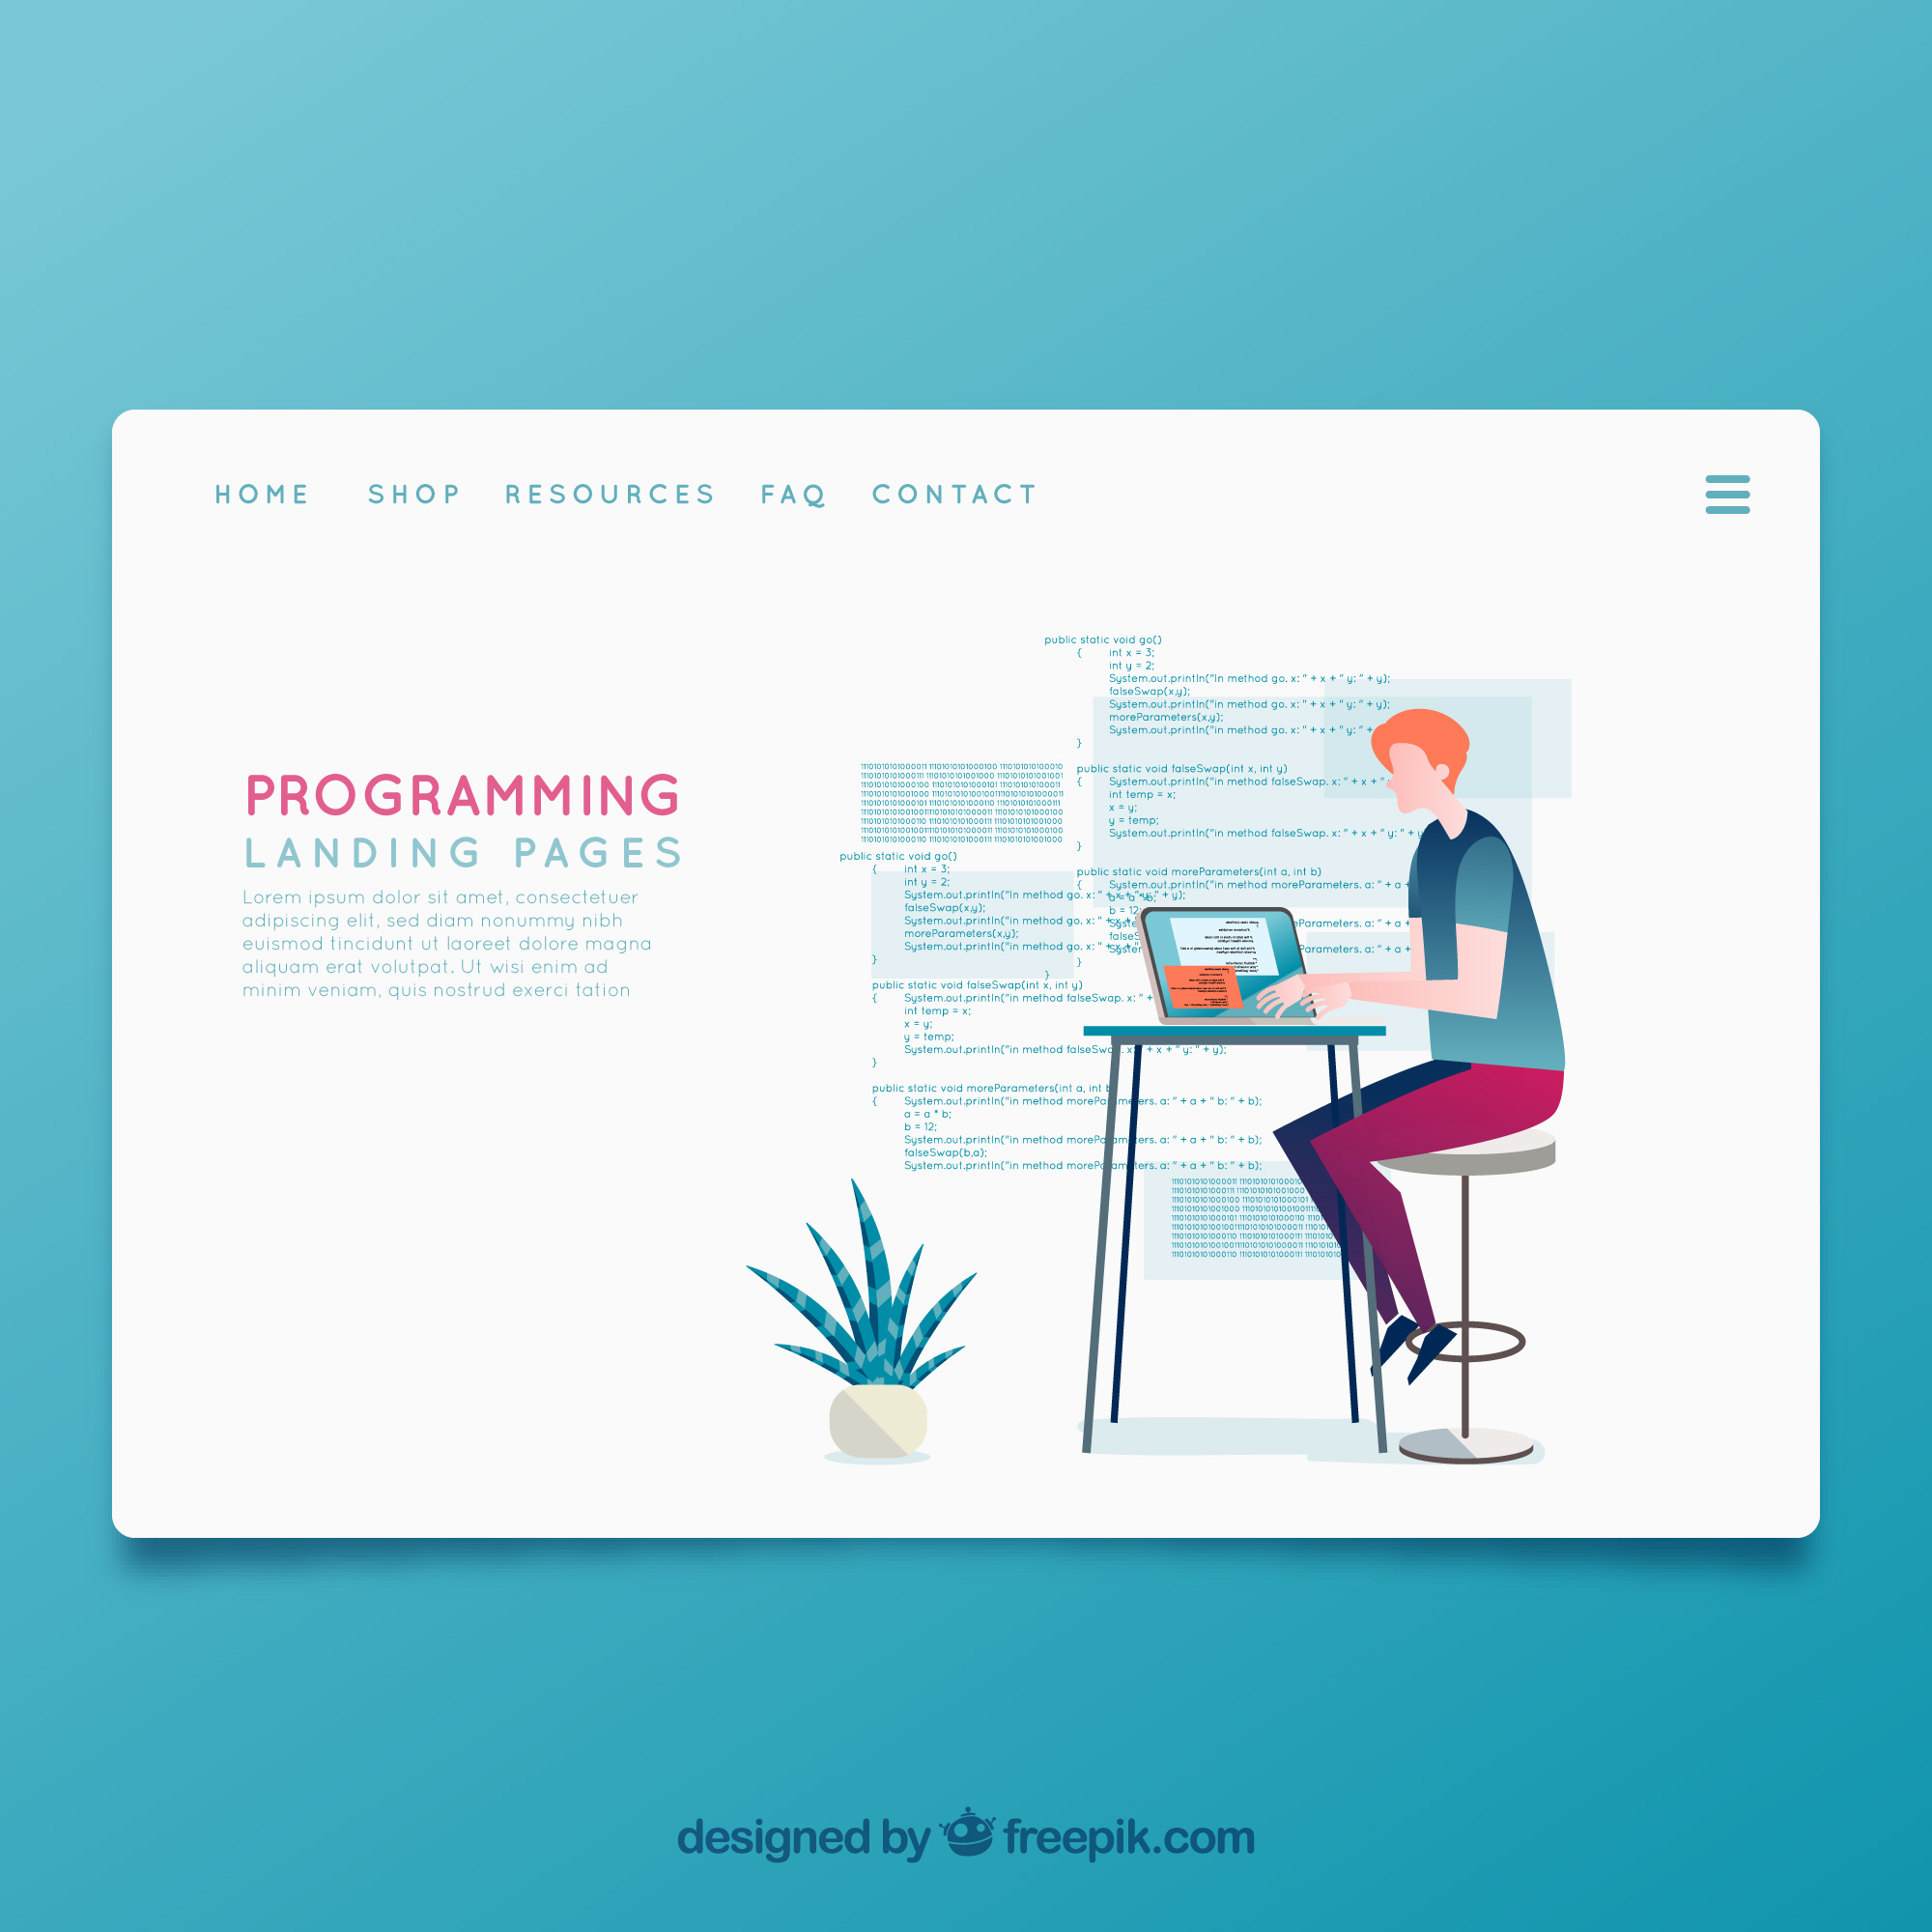 HOME SHOP RESOURCES FAQ CONTACT
PROGRAMMING
LANDING PAGES
Lorem ipsum dolor sit amet, consectetuer
adipiscing elit, sed diam nonummy nibh
euismod tincidunt ut laoreet dolore magna
aliquam erat volutpat. Ut wisi enim ad
minim veniam, quis nostrud exerci tation
public static void go()
{ int x = 3;
int y = 2;
System.out.println("In method go. x: " + x + " y: " + y);
falseSwap(x,y);
System.out.println("in method go. x: " + x + " y: " + y);
moreParameters(x,y);
System.out.println("in method go. x: " + x + " y: " +
}
public static void falseSwap(int x, int y)
{ System.out.println("in method falseSwap. x: " + x + "
int temp = x;
x = y;
y = temp;
System.out.println("in method falseSwap. x: " + x + " y: " + y
}
public static void moreParameters(int a, int b)
{ System.out.println("in method moreParameters. a: " + a +
a = a * b;
b = 12;
Parameters. a: " + a +
Parameters. a: " + a +
}
}
public static void go()
{ int x = 3;
int y = 2;
System.out.println("In method go. x: " + x + " y: " + y);
falseSwap(x,y);
System.out.println("in method go. x: " + x + "
moreParameters(x,y);
System.out.println("in method go. x: " + x + "
}
public static void falseSwap(int x, int y)
{ System.out.println("in method falseSwap. x: " +
int temp = x;
x = y;
y = temp;
System.out.println("in method falseSwap. x: " + x + " y: " + y);
}
public static void moreParameters(int a, int b
{ System.out.println("in method moreParameters. a: " + a + " b: " + b);
a = a * b;
b = 12;
System.out.println("in method moreParameters. a: " + a + " b: " + b);
falseSwap(b,a);
System.out.println("in method moreParameters. a: " + a + " b: " + b);
designed by freepik.com